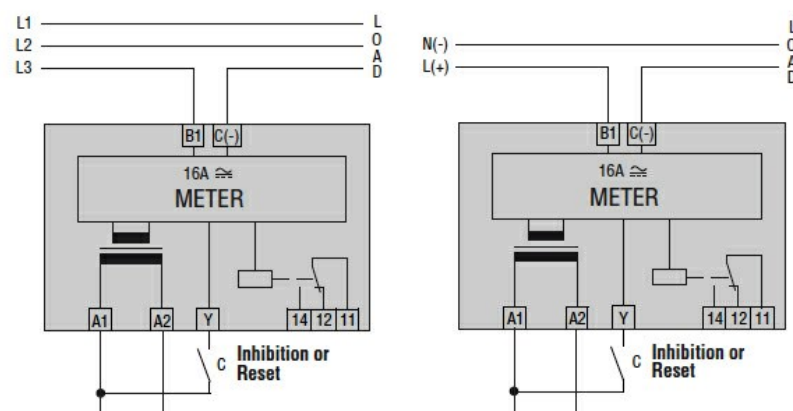 L1 L
L2 O
L3 A
D
B1 C(-)
16A ≂
METER
A1 A2 Y 14 12 11
C Inhibition or
Reset
L
N(-) O
L(+) A
D
B1 C(-)
16A ≂
METER
A1 A2 Y 14 12 11
C Inhibition or
Reset